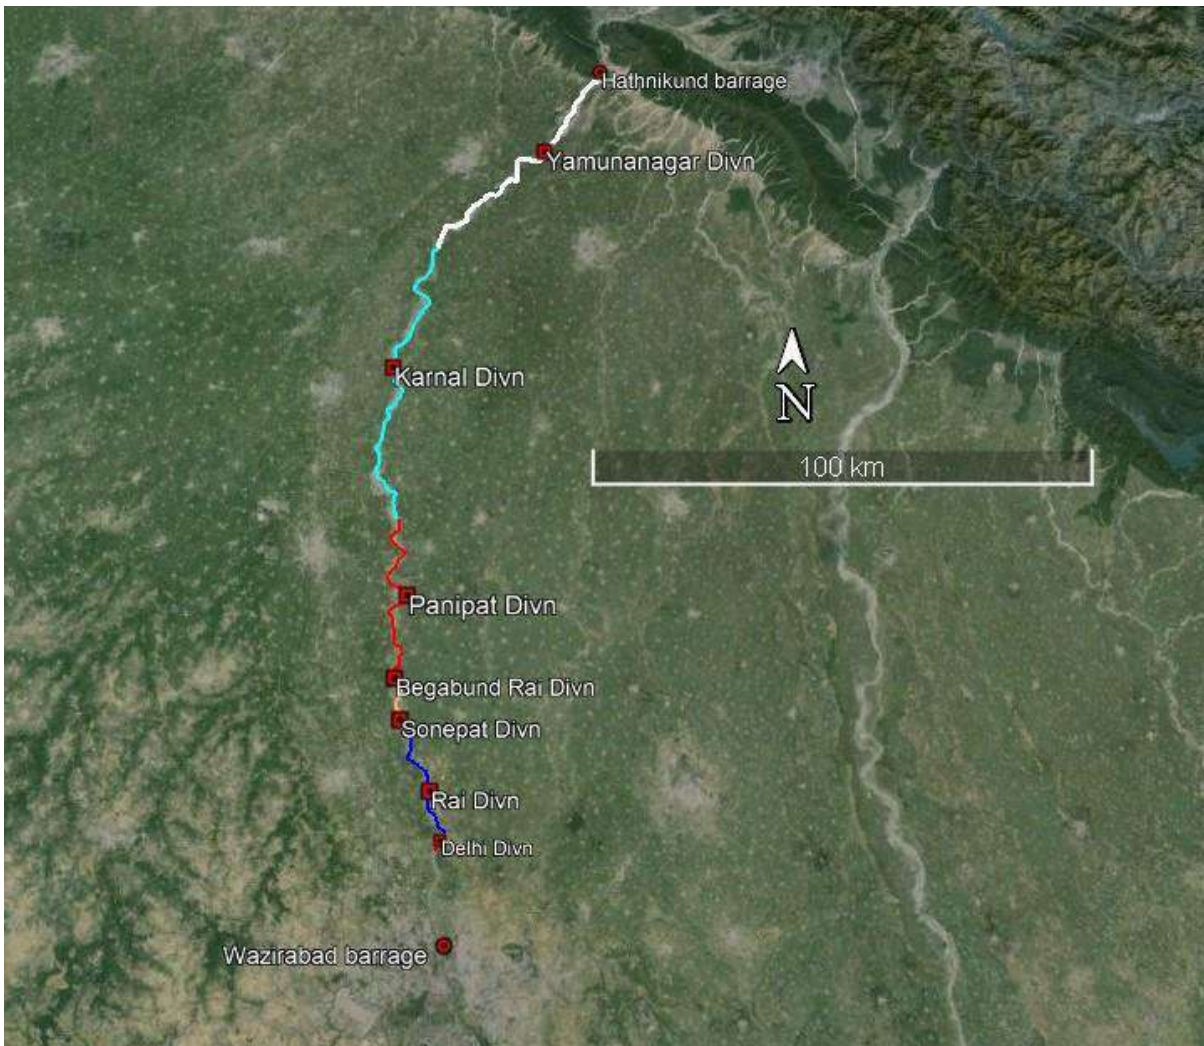 Hathnikund barrage
Yamunanagar Divn
Karnal Divn
N
100 km
Panipat Divn
Begabund Rai Divn
Sonepat Divn
Rai Divn
Delhi Divn
Wazirabad barrage